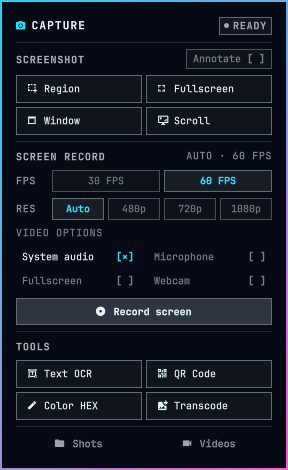 CAPTURE READY
SCREENSHOT Annotate [ ]
Region Fullscreen
Window Scroll
SCREEN RECORD AUTO · 60 FPS
FPS 30 FPS 60 FPS
RES Auto 480p 720p 1080p
VIDEO OPTIONS
System audio [×] Microphone [ ]
Fullscreen [ ] Webcam [ ]
Record screen
TOOLS
Text OCR QR Code
Color HEX Transcode
Shots Videos